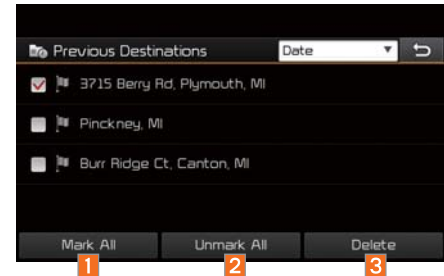 Previous Destinations Date
3715 Berry Rd, Plymouth, MI
Pinckney, MI
Burr Ridge Ct, Canton, MI
Mark All Unmark All Delete
1 2 3